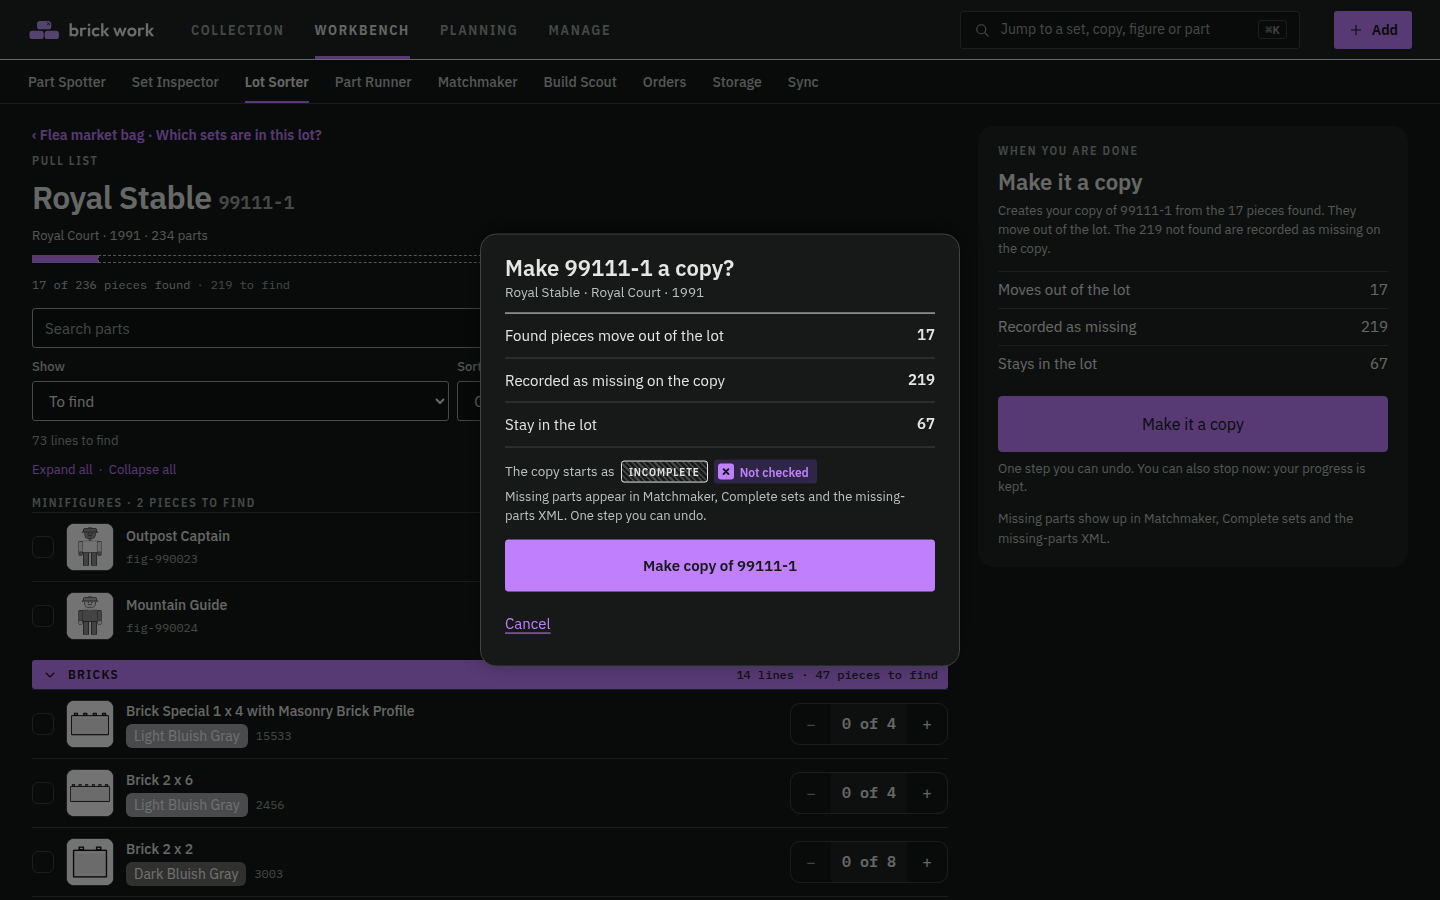 brick work
COLLECTION
WORKBENCH
PLANNING
MANAGE
Jump to a set, copy, figure or part
⌘K
+ Add
Part Spotter
Set Inspector
Lot Sorter
Part Runner
Matchmaker
Build Scout
Orders
Storage
Sync
‹ Flea market bag · Which sets are in this lot?
PULL LIST
Royal Stable 99111-1
Royal Court · 1991 · 234 parts
17 of 236 pieces found · 219 to find
Search parts
Show
Sort
To find
73 lines to find
Expand all · Collapse all
MINIFIGURES · 2 PIECES TO FIND
Outpost Captain
fig-990023
Mountain Guide
fig-990024
BRICKS
14 lines · 47 pieces to find
Brick Special 1 x 4 with Masonry Brick Profile
Light Bluish Gray 15533
− 0 of 4 +
Brick 2 x 6
Light Bluish Gray 2456
− 0 of 4 +
Brick 2 x 2
Dark Bluish Gray 3003
− 0 of 8 +
Make 99111-1 a copy?
Royal Stable · Royal Court · 1991
Found pieces move out of the lot 17
Recorded as missing on the copy 219
Stay in the lot 67
The copy starts as INCOMPLETE Not checked
Missing parts appear in Matchmaker, Complete sets and the missing-
parts XML. One step you can undo.
Make copy of 99111-1
Cancel
WHEN YOU ARE DONE
Make it a copy
Creates your copy of 99111-1 from the 17 pieces found. They
move out of the lot. The 219 not found are recorded as missing on
the copy.
Moves out of the lot 17
Recorded as missing 219
Stays in the lot 67
Make it a copy
One step you can undo. You can also stop now: your progress is
kept.
Missing parts show up in Matchmaker, Complete sets and the
missing-parts XML.